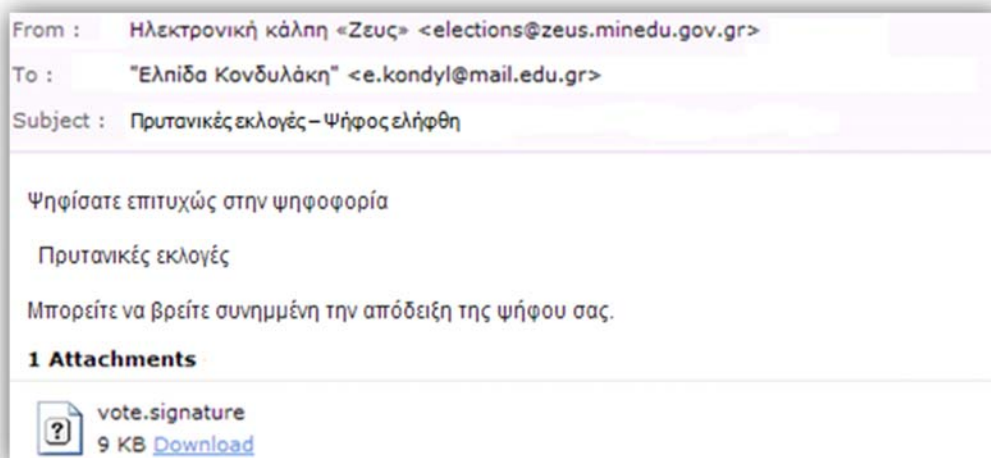 From : Ηλεκτρονική κάλπη «Ζευς» <elections@zeus.minedu.gov.gr>
To : "Ελπίδα Κονδυλάκη" <e.kondyl@mail.edu.gr>
Subject : Πρυτανικές εκλογές – Ψήφος ελήφθη
Ψηφίσατε επιτυχώς στην ψηφοφορία
Πρυτανικές εκλογές
Μπορείτε να βρείτε συνημμένη την απόδειξη της ψήφου σας.
1 Attachments
vote.signature
9 KB Download